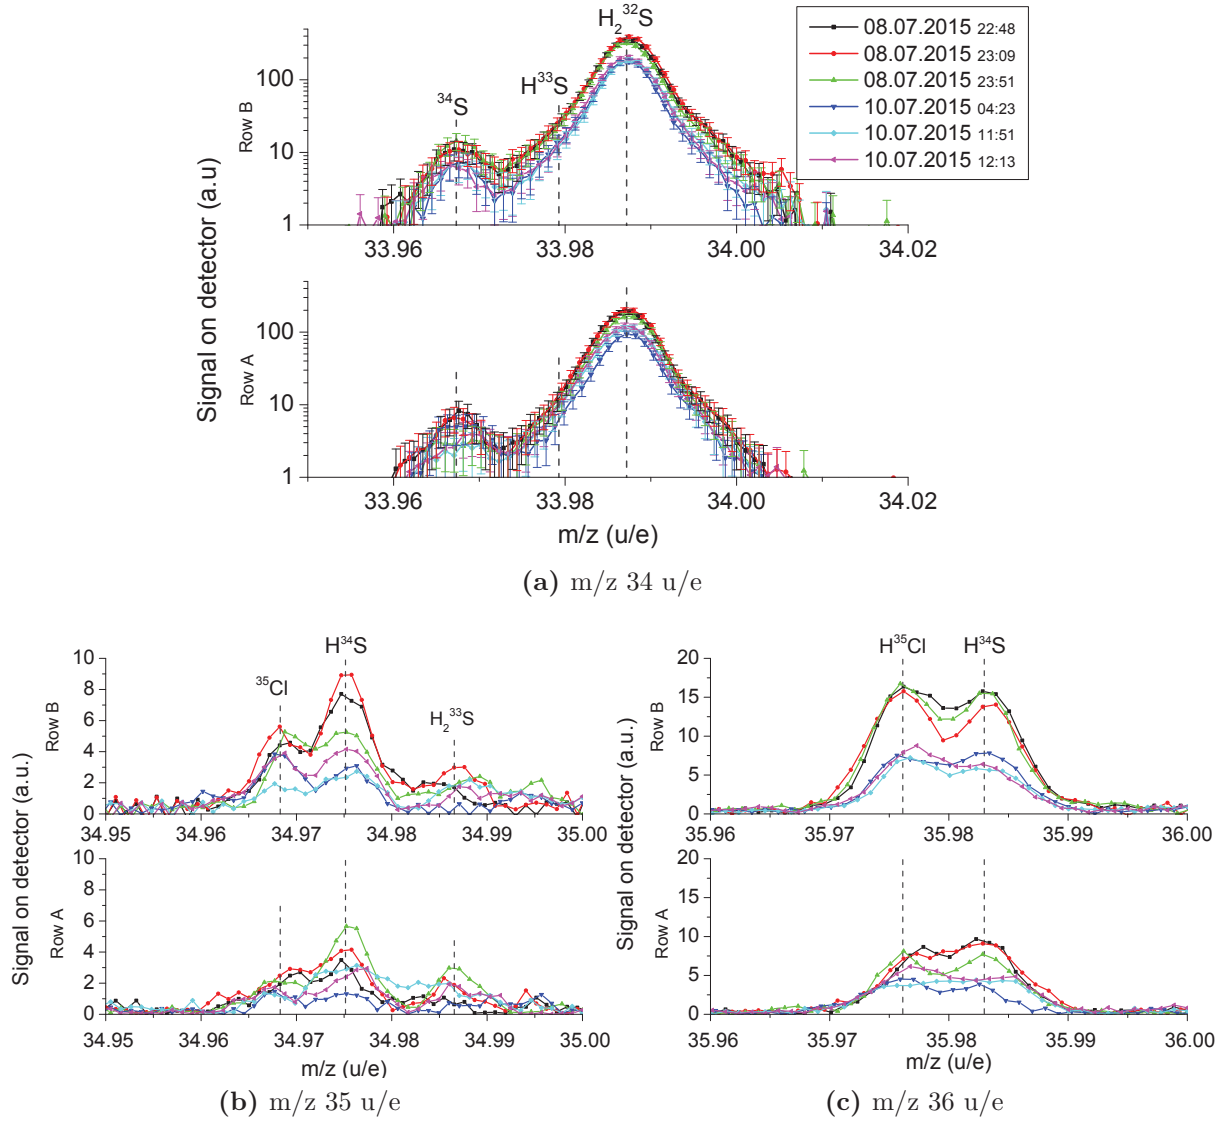 H₂³²S
H³³S
³⁴S
08.07.2015 22:48
08.07.2015 23:09
08.07.2015 23:51
10.07.2015 04:23
10.07.2015 11:51
10.07.2015 12:13
Signal on detector (a.u)
Row B
100
10
1
33.96 33.98 34.00 34.02
Row A
100
10
1
33.96 33.98 34.00 34.02
m/z (u/e)
(a) m/z 34 u/e
Signal on detector (a.u.)
Row B
³⁵Cl
H³⁴S
H₂³³S
10
8
6
4
2
0
34.95 34.96 34.97 34.98 34.99 35.00
Row A
10
8
6
4
2
0
34.95 34.96 34.97 34.98 34.99 35.00
m/z (u/e)
(b) m/z 35 u/e
Signal on detector (a.u.)
Row B
H³⁵Cl
H³⁴S
20
15
10
5
0
35.96 35.97 35.98 35.99 36.00
Row A
20
15
10
5
0
35.96 35.97 35.98 35.99 36.00
m/z (u/e)
(c) m/z 36 u/e